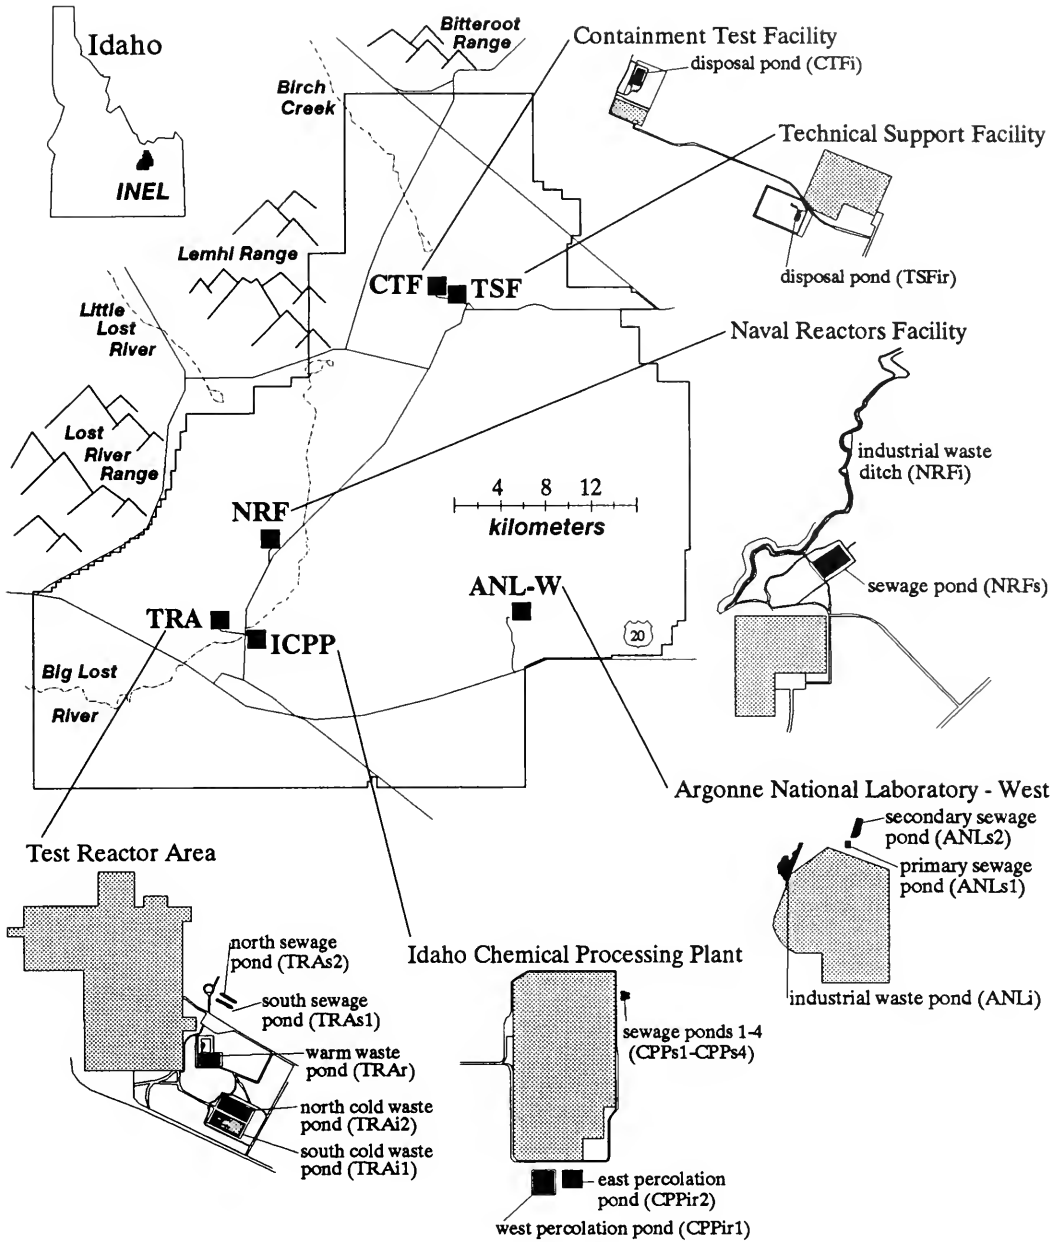 Idaho
INEL
Bitteroot
Range
Birch
Creek
Containment Test Facility
disposal pond (CTFi)
Technical Support Facility
disposal pond (TSFir)
Lemhi Range
CTF
TSF
Little
Lost
River
Naval Reactors Facility
industrial waste
ditch (NRFi)
sewage pond (NRFs)
Lost
River
Range
NRF
4 8 12
kilometers
ANL-W
20
TRA
ICPP
Big Lost
River
Argonne National Laboratory - West
secondary sewage
pond (ANLs2)
primary sewage
pond (ANLs1)
industrial waste pond (ANLi)
Test Reactor Area
north sewage
pond (TRAs2)
south sewage
pond (TRAs1)
warm waste
pond (TRAr)
north cold waste
pond (TRAi2)
south cold waste
pond (TRAi1)
Idaho Chemical Processing Plant
sewage ponds 1-4
(CPPs1-CPPs4)
east percolation
pond (CPPir2)
west percolation pond (CPPir1)